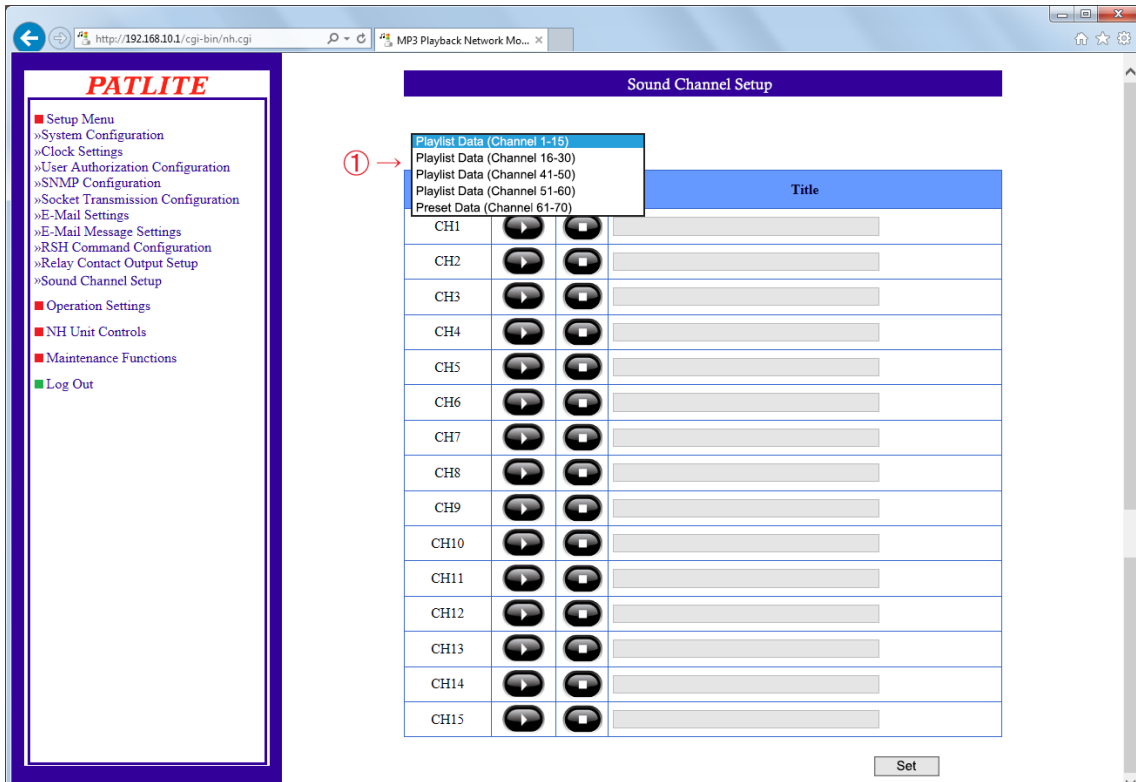 http://192.168.10.1/cgi-bin/nh.cgi
MP3 Playback Network Mo...
PATLITE
Setup Menu
»System Configuration
»Clock Settings
»User Authorization Configuration
»SNMP Configuration
»Socket Transmission Configuration
»E-Mail Settings
»E-Mail Message Settings
»RSH Command Configuration
»Relay Contact Output Setup
»Sound Channel Setup
Operation Settings
NH Unit Controls
Maintenance Functions
Log Out
Sound Channel Setup
① →
Playlist Data (Channel 1-15)
Playlist Data (Channel 16-30)
Playlist Data (Channel 41-50)
Playlist Data (Channel 51-60)
Preset Data (Channel 61-70)
Title
CH1
CH2
CH3
CH4
CH5
CH6
CH7
CH8
CH9
CH10
CH11
CH12
CH13
CH14
CH15
Set